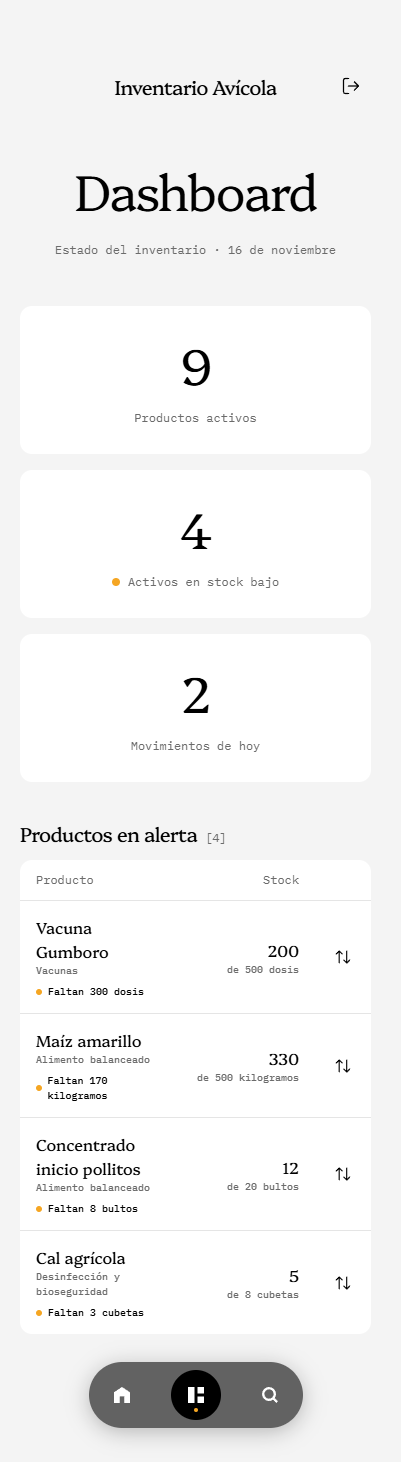 Inventario Avícola
Dashboard
Estado del inventario · 16 de noviembre
9
Productos activos
4
Activos en stock bajo
2
Movimientos de hoy
Productos en alerta [4]
Producto Stock
Vacuna
Gumboro
Vacunas
Faltan 300 dosis
200
de 500 dosis
Maíz amarillo
Alimento balanceado
Faltan 170
kilogramos
330
de 500 kilogramos
Concentrado
inicio pollitos
Alimento balanceado
Faltan 8 bultos
12
de 20 bultos
Cal agrícola
Desinfección y
bioseguridad
Faltan 3 cubetas
5
de 8 cubetas